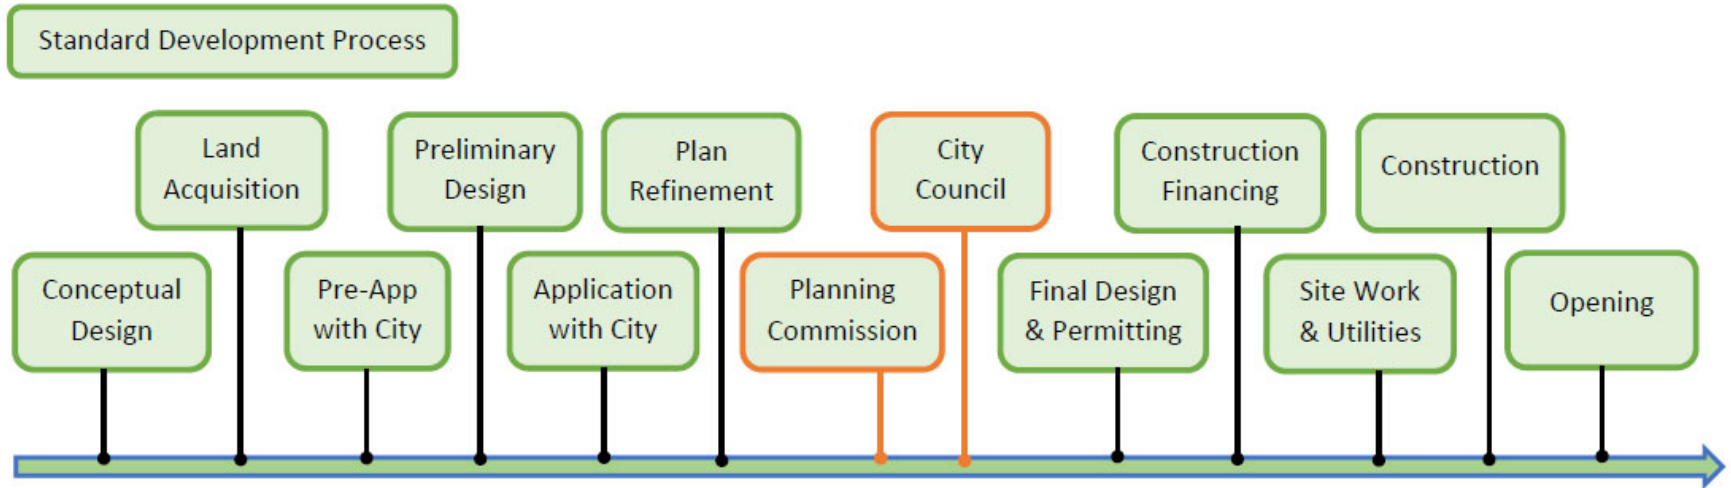 Standard Development Process
Conceptual
Design
Land
Acquisition
Pre-App
with City
Preliminary
Design
Application
with City
Plan
Refinement
Planning
Commission
City
Council
Final Design
& Permitting
Construction
Financing
Site Work
& Utilities
Construction
Opening